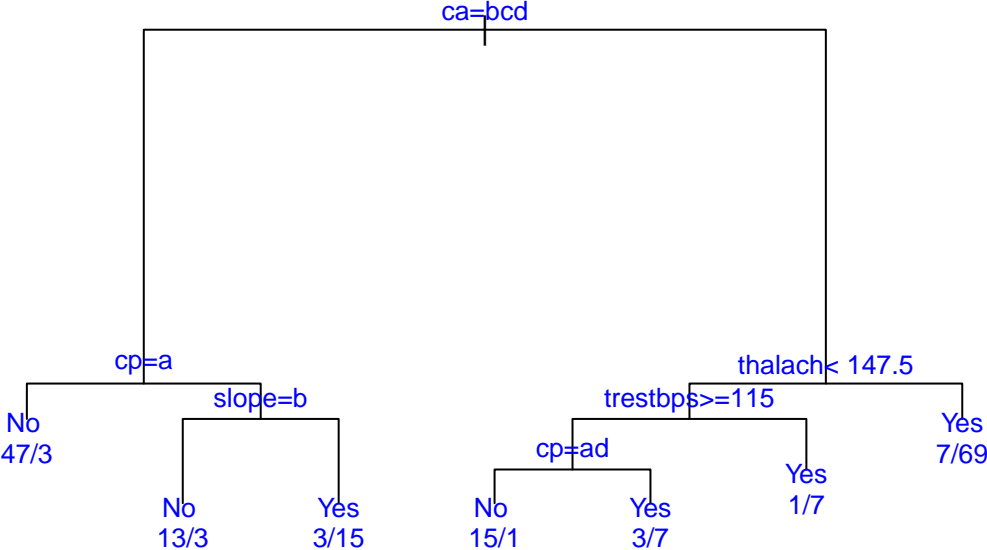 ca=bcd
cp=a
thalach< 147.5
slope=b
trestbps>=115
No
47/3
Yes
7/69
cp=ad
Yes
1/7
No
13/3
Yes
3/15
No
15/1
Yes
3/7